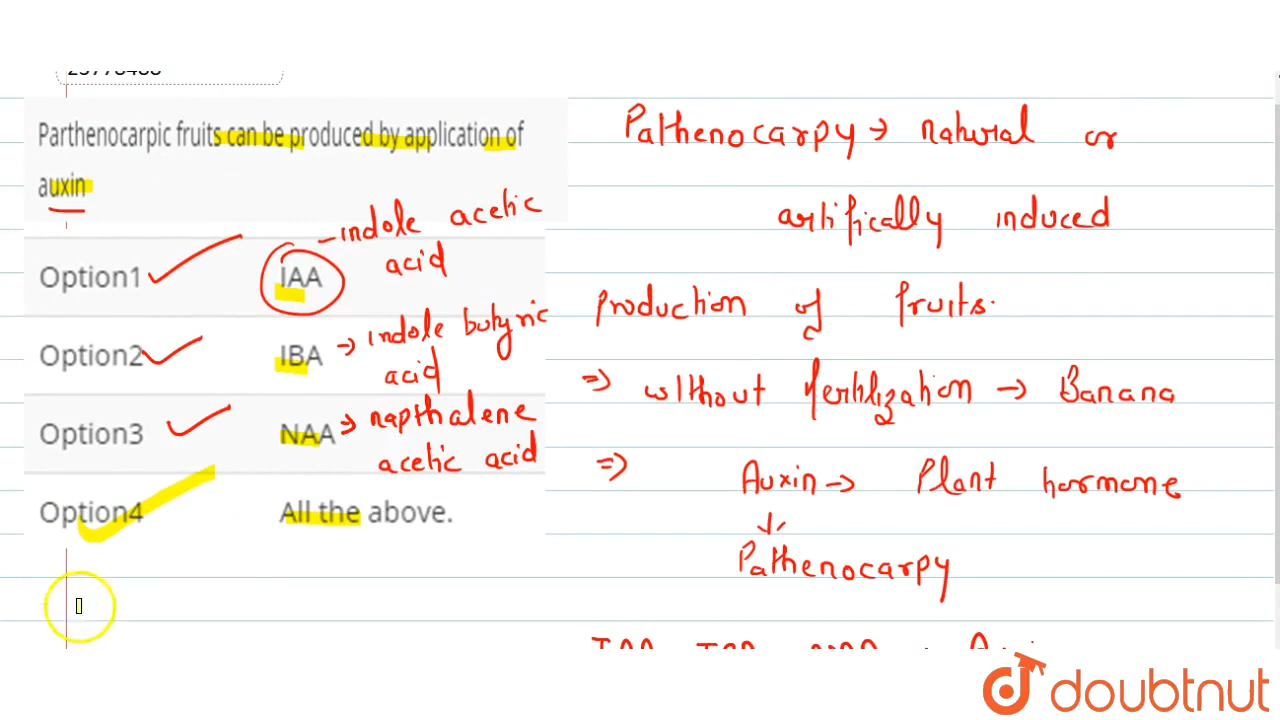 Parthenocarpic fruits can be produced by application of
auxin
Option1 IAA - indole acetic
acid
Option2 IBA → indole butyric
acid
Option3 NAA → napthalene
acetic acid
Option4 All the above.
Pathenocarpy → natural or
artifically induced
production of fruits.
⇒ without fertilization → Banana
⇒ Auxin → Plant hormone
↓
Pathenocarpy
doubtnut